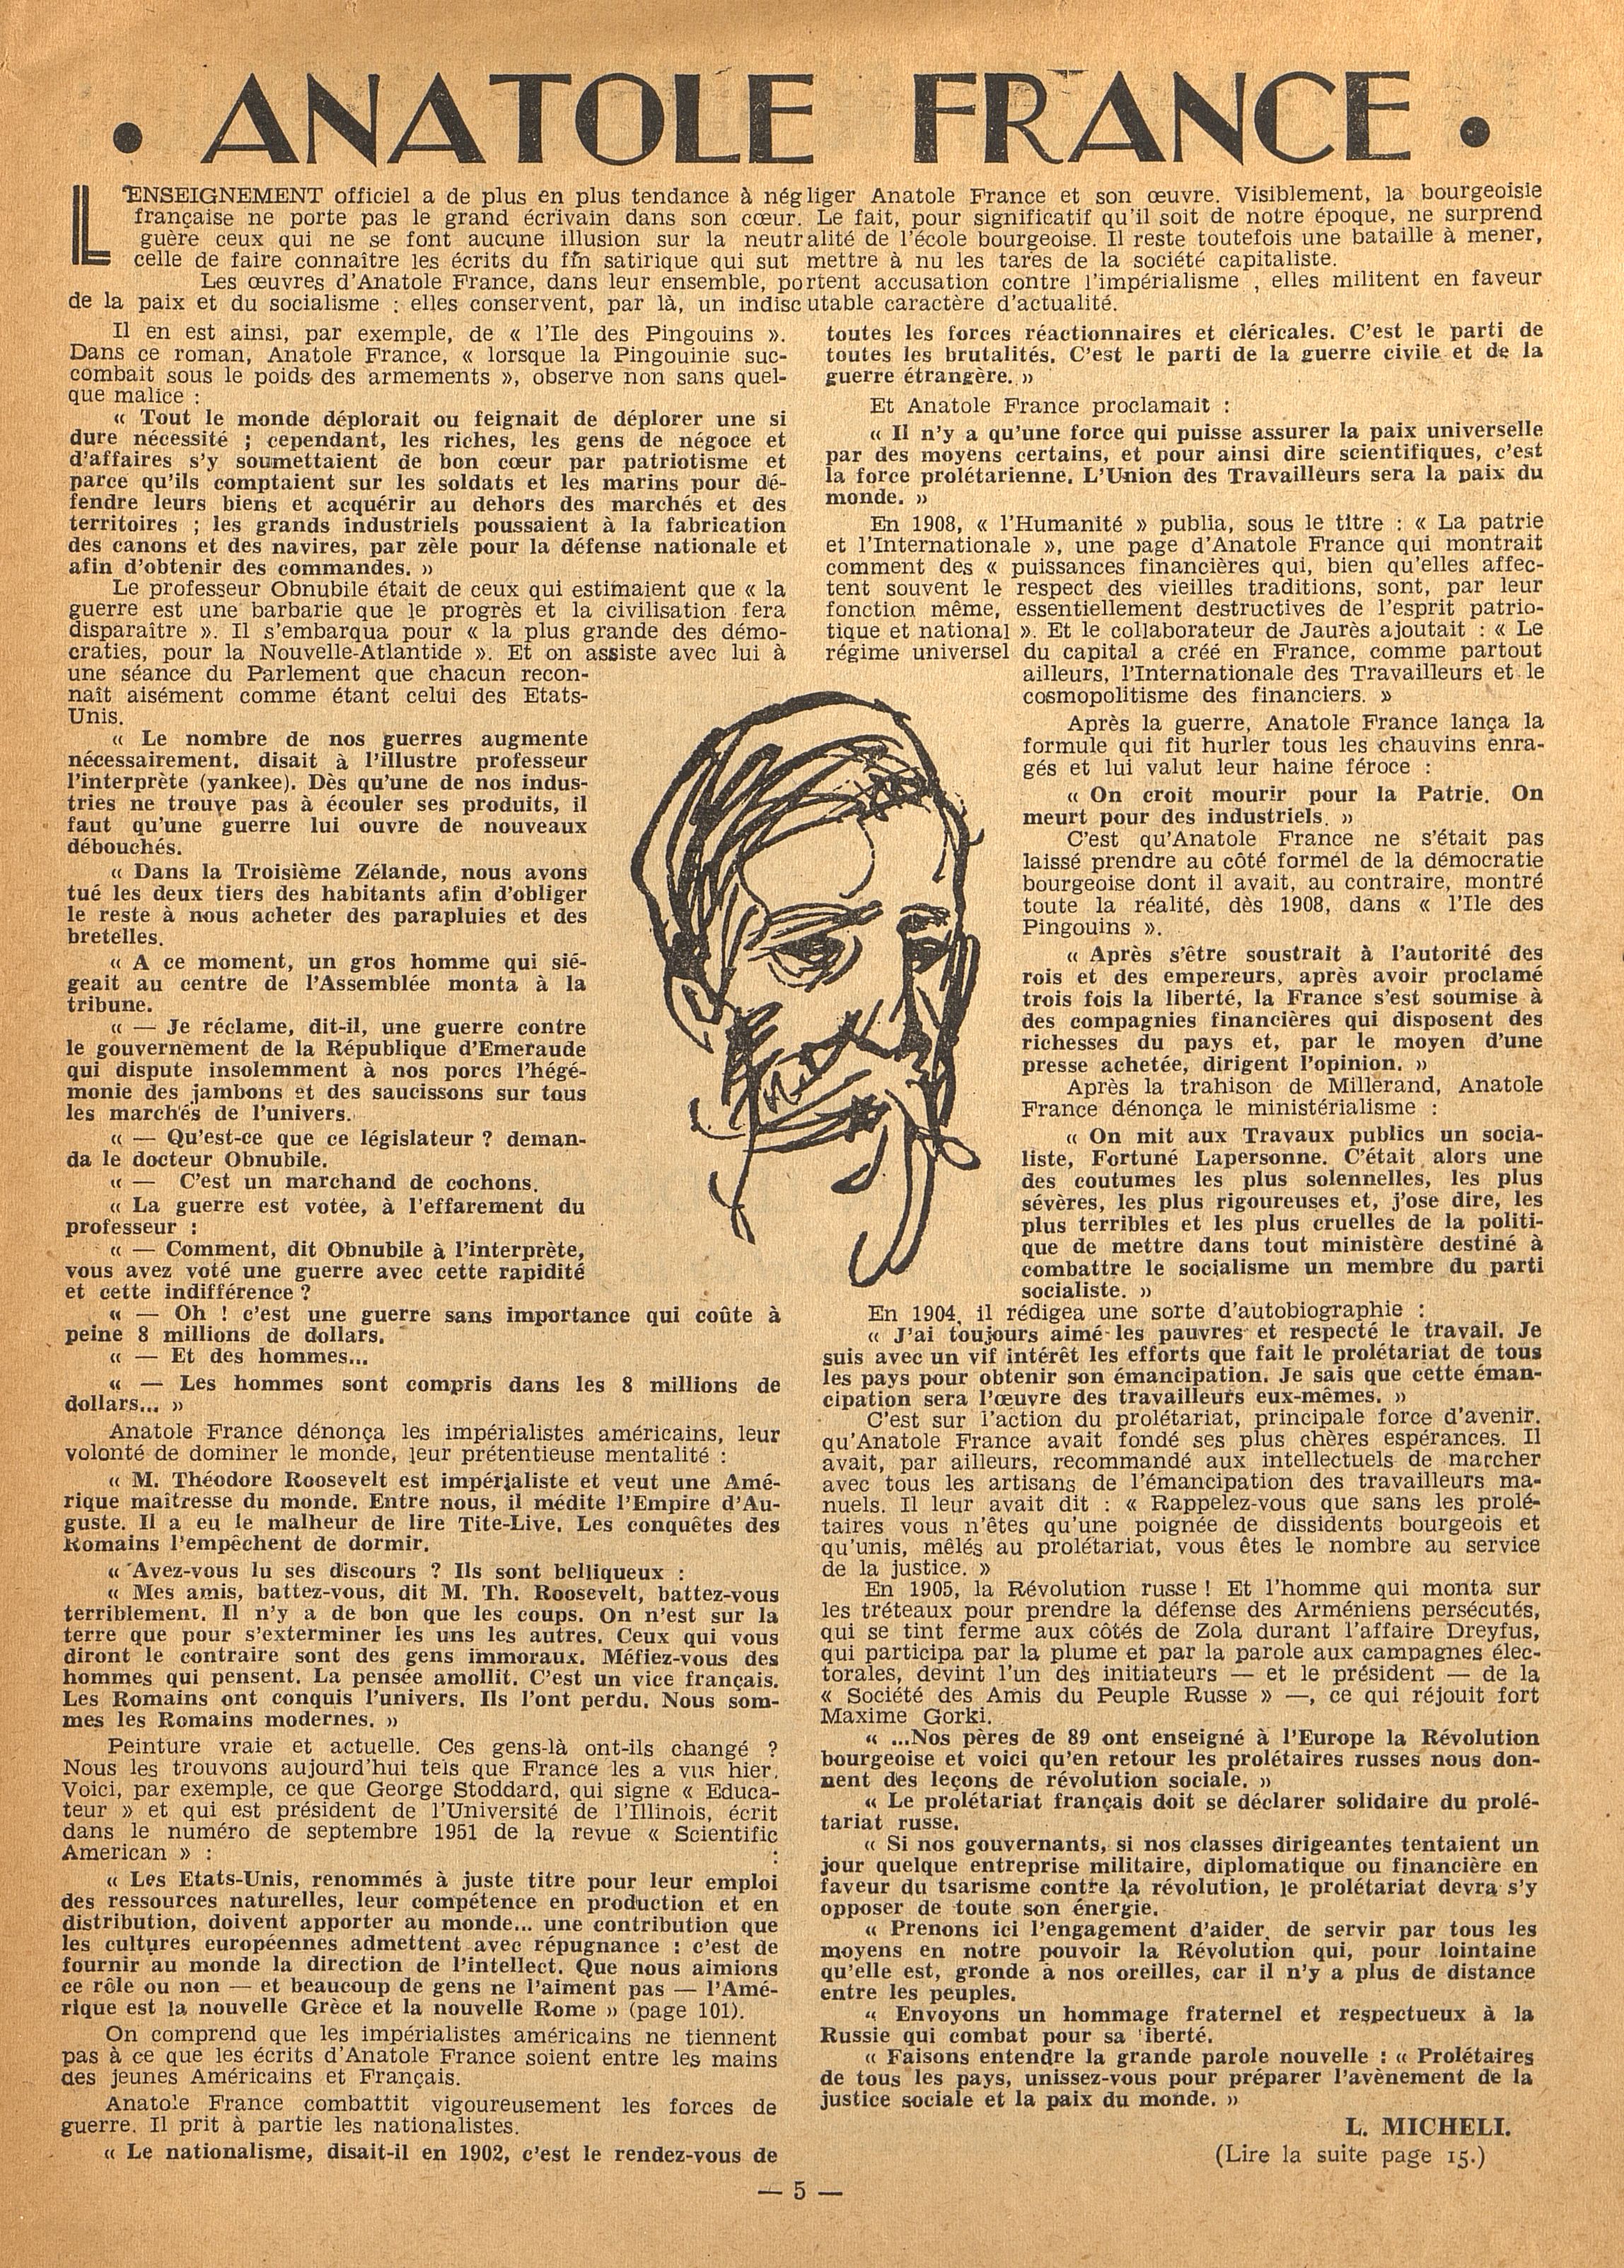 • ANATOLE FRANCE •
L'ENSEIGNEMENT officiel a de plus en plus tendance à négliger Anatole France et son œuvre. Visiblement, la bourgeoisie
française ne porte pas le grand écrivain dans son cœur. Le fait, pour significatif qu'il soit de notre époque, ne surprend
guère ceux qui ne se font aucune illusion sur la neutralité de l'école bourgeoise. Il reste toutefois une bataille à mener,
celle de faire connaître les écrits du fin satirique qui sut mettre à nu les tares de la société capitaliste.
Les œuvres d'Anatole France, dans leur ensemble, portent accusation contre l'impérialisme , elles militent en faveur
de la paix et du socialisme ; elles conservent, par là, un indiscutable caractère d'actualité.
Il en est ainsi, par exemple, de « l'Ile des Pingouins ».
Dans ce roman, Anatole France, « lorsque la Pingouinie suc-
combait sous le poids des armements », observe non sans quel-
que malice :
« Tout le monde déplorait ou feignait de déplorer une si
dure nécessité ; cependant, les riches, les gens de négoce et
d'affaires s'y soumettaient de bon cœur par patriotisme et
parce qu'ils comptaient sur les soldats et les marins pour dé-
fendre leurs biens et acquérir au dehors des marchés et des
territoires ; les grands industriels poussaient à la fabrication
des canons et des navires, par zèle pour la défense nationale et
afin d'obtenir des commandes. »
Le professeur Obnubile était de ceux qui estimaient que « la
guerre est une barbarie que le progrès et la civilisation fera
disparaître ». Il s'embarqua pour « la plus grande des démo-
craties, pour la Nouvelle-Atlantide ». Et on assiste avec lui à
une séance du Parlement que chacun recon-
naît aisément comme étant celui des Etats-
Unis.
« Le nombre de nos guerres augmente
nécessairement, disait à l'illustre professeur
l'interprète (yankee). Dès qu'une de nos indus-
tries ne trouve pas à écouler ses produits, il
faut qu'une guerre lui ouvre de nouveaux
débouchés.
« Dans la Troisième Zélande, nous avons
tué les deux tiers des habitants afin d'obliger
le reste à nous acheter des parapluies et des
bretelles.
« A ce moment, un gros homme qui sié-
geait au centre de l'Assemblée monta à la
tribune.
« — Je réclame, dit-il, une guerre contre
le gouvernement de la République d'Emeraude
qui dispute insolemment à nos porcs l'hégé-
monie des jambons et des saucissons sur tous
les marchés de l'univers.
« — Qu'est-ce que ce législateur ? deman-
da le docteur Obnubile.
« — C'est un marchand de cochons.
« La guerre est votée, à l'effarement du
professeur :
« — Comment, dit Obnubile à l'interprète,
vous avez voté une guerre avec cette rapidité
et cette indifférence ?
« — Oh ! c'est une guerre sans importance qui coûte à
peine 8 millions de dollars.
« — Et des hommes...
« — Les hommes sont compris dans les 8 millions de
dollars... »
Anatole France dénonça les impérialistes américains, leur
volonté de dominer le monde, leur prétentieuse mentalité :
« M. Théodore Roosevelt est impérialiste et veut une Amé-
rique maîtresse du monde. Entre nous, il médite l'Empire d'Au-
guste. Il a eu le malheur de lire Tite-Live. Les conquêtes des
Romains l'empêchent de dormir.
« Avez-vous lu ses discours ? Ils sont belliqueux :
« Mes amis, battez-vous, dit M. Th. Roosevelt, battez-vous
terriblement. Il n'y a de bon que les coups. On n'est sur la
terre que pour s'exterminer les uns les autres. Ceux qui vous
diront le contraire sont des gens immoraux. Méfiez-vous des
hommes qui pensent. La pensée amollit. C'est un vice français.
Les Romains ont conquis l'univers. Ils l'ont perdu. Nous som-
mes les Romains modernes. »
Peinture vraie et actuelle. Ces gens-là ont-ils changé ?
Nous les trouvons aujourd'hui tels que France les a vus hier.
Voici, par exemple, ce que George Stoddard, qui signe « Educa-
teur » et qui est président de l'Université de l'Illinois, écrit
dans le numéro de septembre 1951 de la revue « Scientific
American » :
« Les Etats-Unis, renommés à juste titre pour leur emploi
des ressources naturelles, leur compétence en production et en
distribution, doivent apporter au monde... une contribution que
les cultures européennes admettent avec répugnance : c'est de
fournir au monde la direction de l'intellect. Que nous aimions
ce rôle ou non — et beaucoup de gens ne l'aiment pas — l'Amé-
rique est la nouvelle Grèce et la nouvelle Rome » (page 101).
On comprend que les impérialistes américains ne tiennent
pas à ce que les écrits d'Anatole France soient entre les mains
des jeunes Américains et Français.
Anatole France combattit vigoureusement les forces de
guerre. Il prit à partie les nationalistes.
« Le nationalisme, disait-il en 1902, c'est le rendez-vous de
toutes les forces réactionnaires et cléricales. C'est le parti de
toutes les brutalités. C'est le parti de la guerre civile et de la
guerre étrangère. »
Et Anatole France proclamait :
« Il n'y a qu'une force qui puisse assurer la paix universelle
par des moyens certains, et pour ainsi dire scientifiques, c'est
la force prolétarienne. L'Union des Travailleurs sera la paix du
monde. »
En 1908, « l'Humanité » publia, sous le titre : « La patrie
et l'Internationale », une page d'Anatole France qui montrait
comment des « puissances financières qui, bien qu'elles affec-
tent souvent le respect des vieilles traditions, sont, par leur
fonction même, essentiellement destructives de l'esprit patrio-
tique et national ». Et le collaborateur de Jaurès ajoutait : « Le
régime universel du capital a créé en France, comme partout
ailleurs, l'Internationale des Travailleurs et le
cosmopolitisme des financiers. »
Après la guerre, Anatole France lança la
formule qui fit hurler tous les chauvins enra-
gés et lui valut leur haine féroce :
« On croit mourir pour la Patrie. On
meurt pour des industriels. »
C'est qu'Anatole France ne s'était pas
laissé prendre au côté formel de la démocratie
bourgeoise dont il avait, au contraire, montré
toute la réalité, dès 1908, dans « l'Ile des
Pingouins ».
« Après s'être soustrait à l'autorité des
rois et des empereurs, après avoir proclamé
trois fois la liberté, la France s'est soumise à
des compagnies financières qui disposent des
richesses du pays et, par le moyen d'une
presse achetée, dirigent l'opinion. »
Après la trahison de Millerand, Anatole
France dénonça le ministérialisme :
« On mit aux Travaux publics un socia-
liste, Fortuné Lapersonne. C'était alors une
des coutumes les plus solennelles, les plus
sévères, les plus rigoureuses et, j'ose dire, les
plus terribles et les plus cruelles de la politi-
que de mettre dans tout ministère destiné à
combattre le socialisme un membre du parti
socialiste. »
En 1904, il rédigea une sorte d'autobiographie :
« J'ai toujours aimé les pauvres et respecté le travail. Je
suis avec un vif intérêt les efforts que fait le prolétariat de tous
les pays pour obtenir son émancipation. Je sais que cette éman-
cipation sera l'œuvre des travailleurs eux-mêmes. »
C'est sur l'action du prolétariat, principale force d'avenir,
qu'Anatole France avait fondé ses plus chères espérances. Il
avait, par ailleurs, recommandé aux intellectuels de marcher
avec tous les artisans de l'émancipation des travailleurs ma-
nuels. Il leur avait dit : « Rappelez-vous que sans les prolé-
taires vous n'êtes qu'une poignée de dissidents bourgeois et
qu'unis, mêlés au prolétariat, vous êtes le nombre au service
de la justice. »
En 1905, la Révolution russe ! Et l'homme qui monta sur
les tréteaux pour prendre la défense des Arméniens persécutés,
qui se tint ferme aux côtés de Zola durant l'affaire Dreyfus,
qui participa par la plume et par la parole aux campagnes élec-
torales, devint l'un des initiateurs — et le président — de la
« Société des Amis du Peuple Russe » —, ce qui réjouit fort
Maxime Gorki.
« ...Nos pères de 89 ont enseigné à l'Europe la Révolution
bourgeoise et voici qu'en retour les prolétaires russes nous don-
nent des leçons de révolution sociale. »
« Le prolétariat français doit se déclarer solidaire du prolé-
tariat russe.
« Si nos gouvernants, si nos classes dirigeantes tentaient un
jour quelque entreprise militaire, diplomatique ou financière en
faveur du tsarisme contre la révolution, le prolétariat devra s'y
opposer de toute son énergie.
« Prenons ici l'engagement d'aider, de servir par tous les
moyens en notre pouvoir la Révolution qui, pour lointaine
qu'elle est, gronde à nos oreilles, car il n'y a plus de distance
entre les peuples.
« Envoyons un hommage fraternel et respectueux à la
Russie qui combat pour sa liberté.
« Faisons entendre la grande parole nouvelle : « Prolétaires
de tous les pays, unissez-vous pour préparer l'avènement de la
justice sociale et la paix du monde. »
L. MICHELI.
(Lire la suite page 15.)
— 5 —